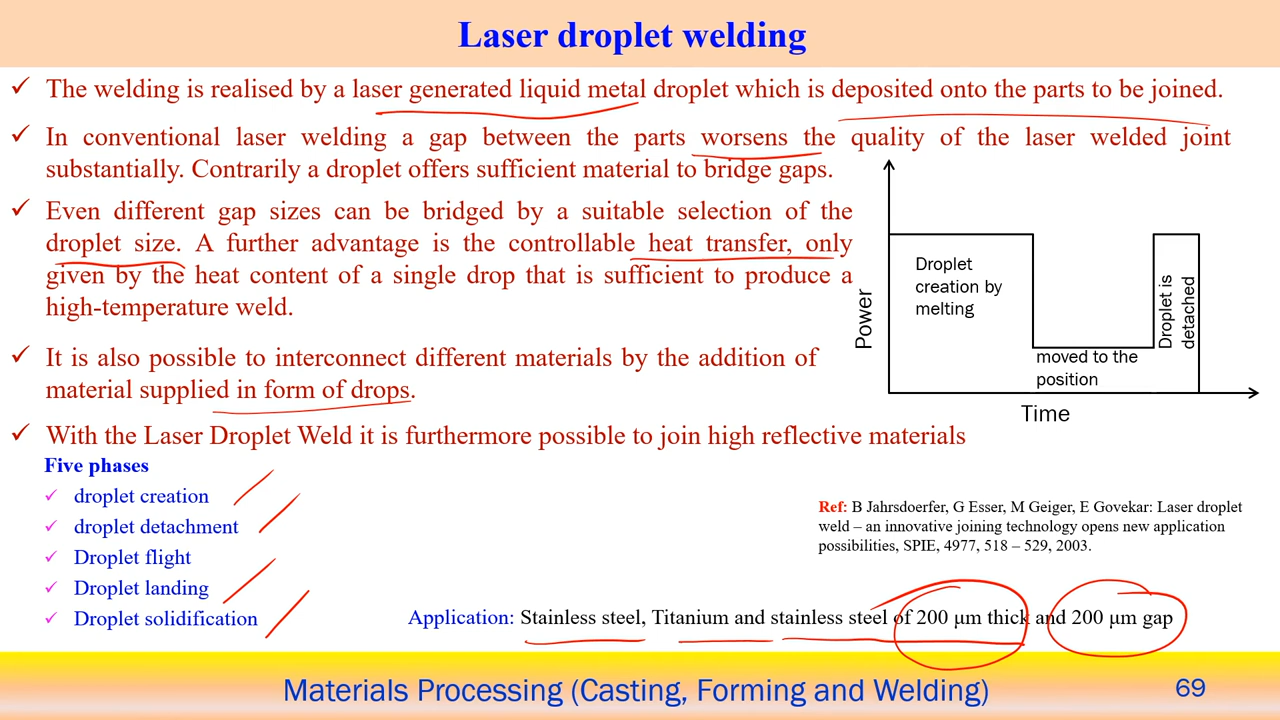 Laser droplet welding
✓ The welding is realised by a laser generated liquid metal droplet which is deposited onto the parts to be joined.
✓ In conventional laser welding a gap between the parts worsens the quality of the laser welded joint
substantially. Contrarily a droplet offers sufficient material to bridge gaps.
✓ Even different gap sizes can be bridged by a suitable selection of the
droplet size. A further advantage is the controllable heat transfer, only
given by the heat content of a single drop that is sufficient to produce a
high-temperature weld.
✓ It is also possible to interconnect different materials by the addition of
material supplied in form of drops.
✓ With the Laser Droplet Weld it is furthermore possible to join high reflective materials
Power
Droplet
creation by
melting
moved to the
position
Droplet is
detached
Time
Five phases
✓ droplet creation
✓ droplet detachment
✓ Droplet flight
✓ Droplet landing
✓ Droplet solidification
Ref: B Jahrsdoerfer, G Esser, M Geiger, E Govekar: Laser droplet
weld – an innovative joining technology opens new application
possibilities, SPIE, 4977, 518 – 529, 2003.
Application: Stainless steel, Titanium and stainless steel of 200 μm thick and 200 μm gap
Materials Processing (Casting, Forming and Welding)
69